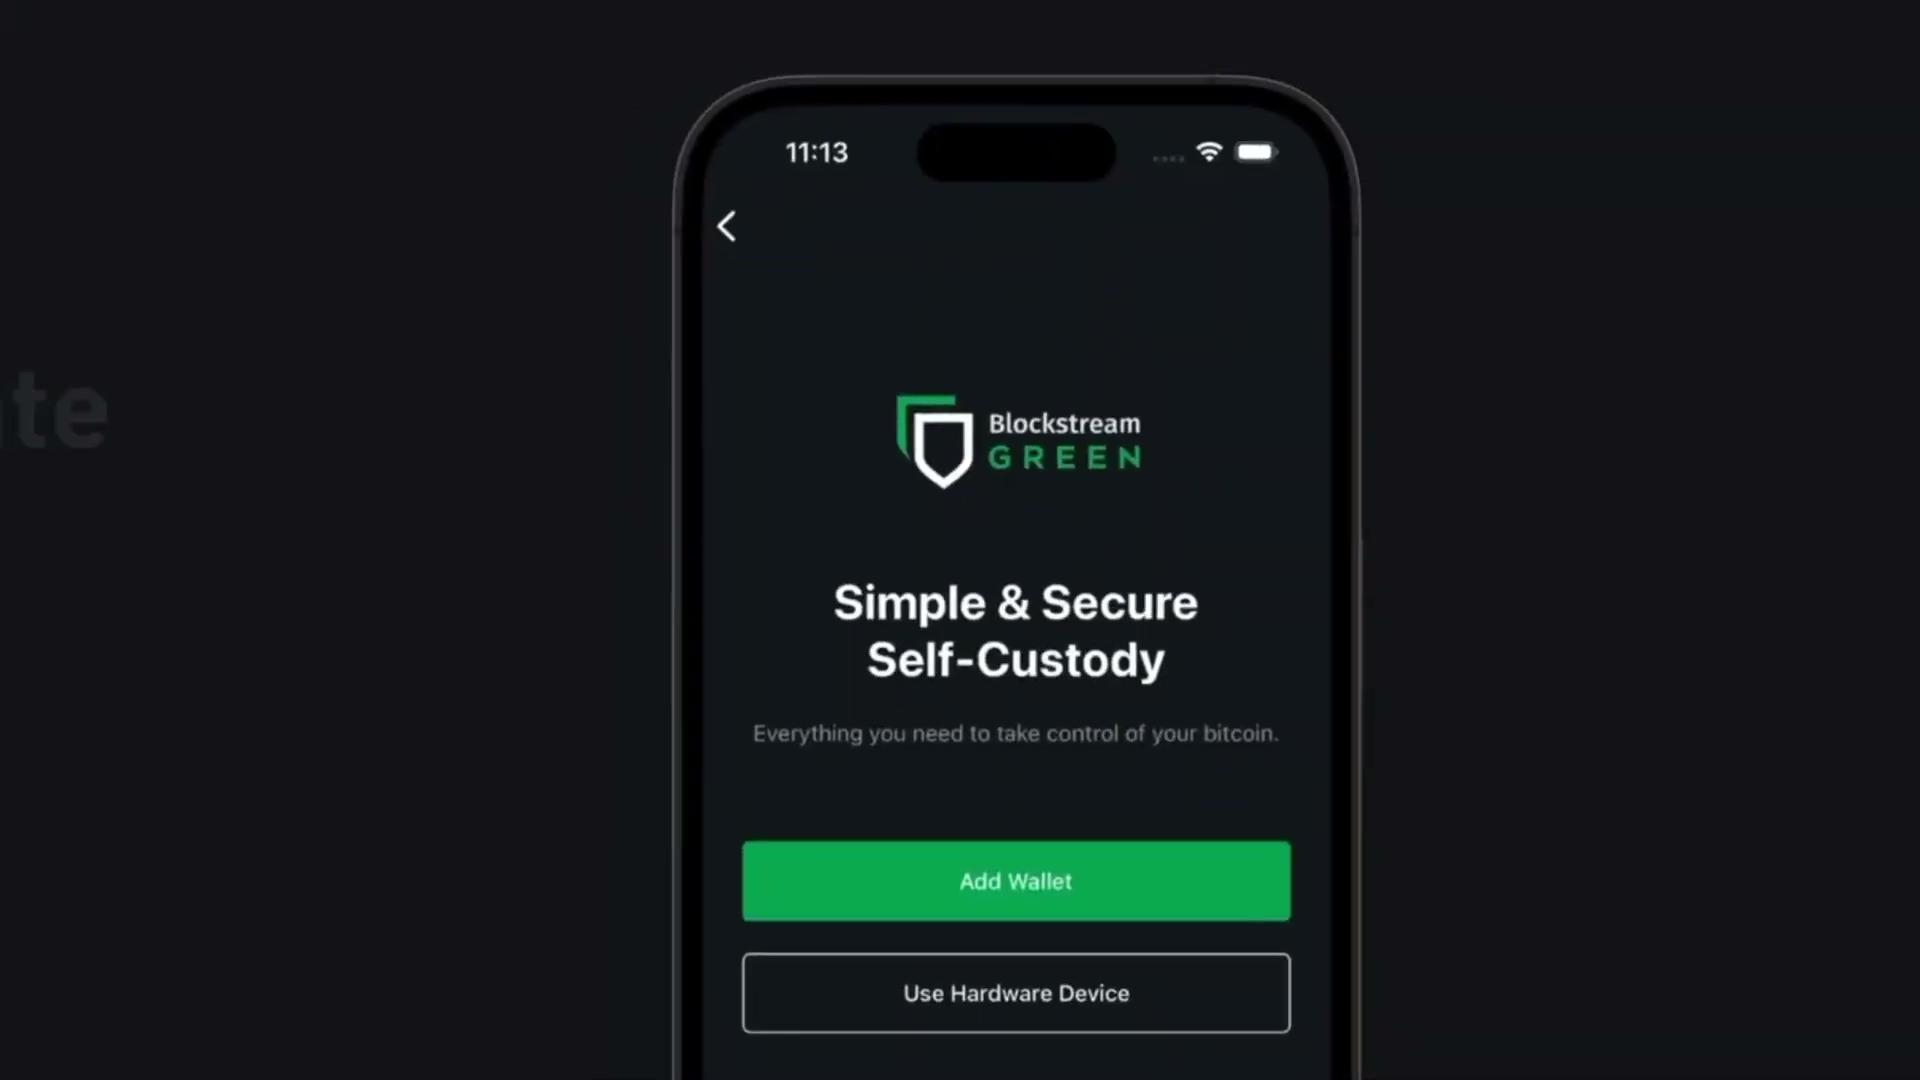 11:13
Blockstream
GREEN
Simple & Secure
Self-Custody
Everything you need to take control of your bitcoin.
Add Wallet
Use Hardware Device